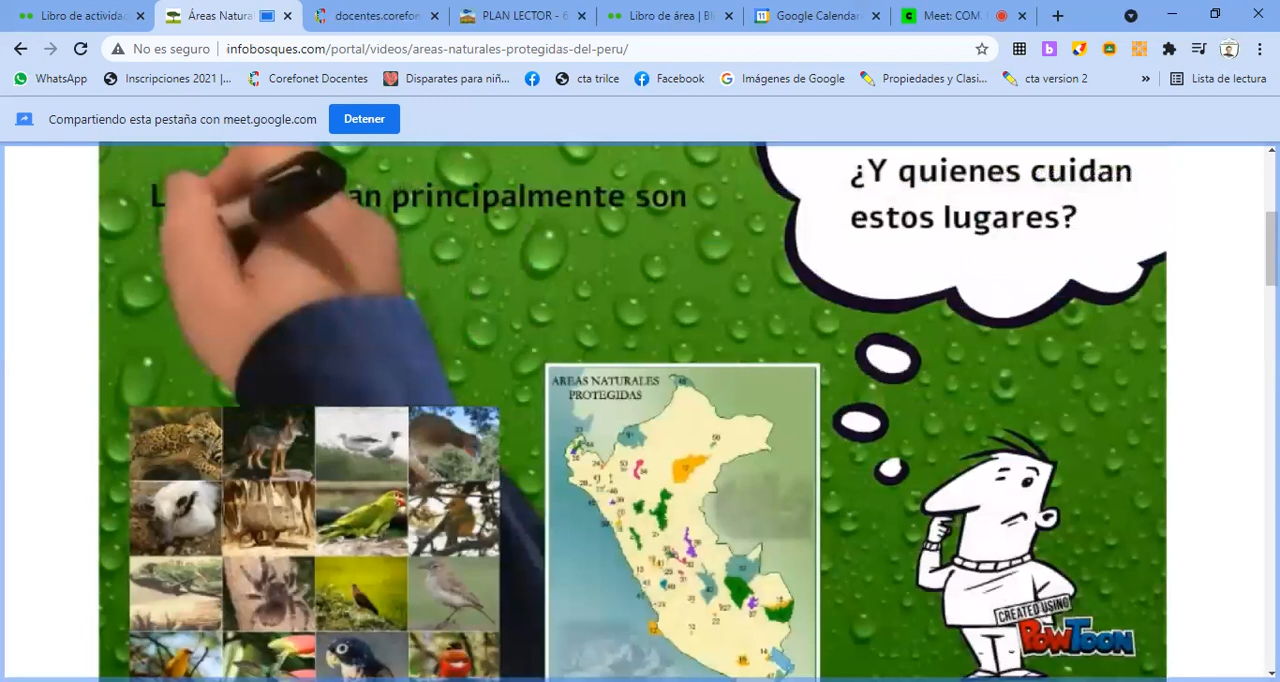 Libro de actividad
Áreas Natura
docentes.corefon
PLAN LECTOR - 6
Libro de área | Bli
Google Calendar
Meet: COM.
No es seguro
infobosques.com/portal/videos/areas-naturales-protegidas-del-peru/
WhatsApp
Inscripciones 2021 |...
Corefonet Docentes
Disparates para niñ...
cta trilce
Facebook
Imágenes de Google
Propiedades y Clasi...
cta version 2
»
Lista de lectura
Compartiendo esta pestaña con meet.google.com
Detener
L an principalmente son
¿Y quienes cuidan
estos lugares?
AREAS NATURALES
PROTEGIDAS
CREATED USING
POWTOON